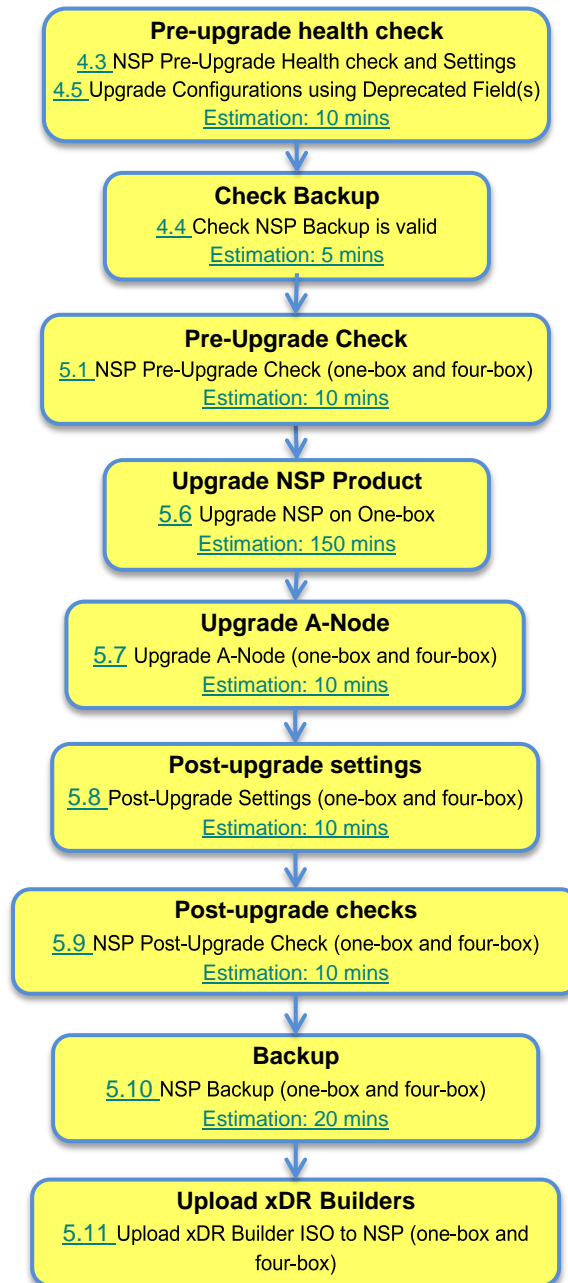 Pre-upgrade health check
4.3 NSP Pre-Upgrade Health check and Settings
4.5 Upgrade Configurations using Deprecated Field(s)
Estimation: 10 mins
Check Backup
4.4 Check NSP Backup is valid
Estimation: 5 mins
Pre-Upgrade Check
5.1 NSP Pre-Upgrade Check (one-box and four-box)
Estimation: 10 mins
Upgrade NSP Product
5.6 Upgrade NSP on One-box
Estimation: 150 mins
Upgrade A-Node
5.7 Upgrade A-Node (one-box and four-box)
Estimation: 10 mins
Post-upgrade settings
5.8 Post-Upgrade Settings (one-box and four-box)
Estimation: 10 mins
Post-upgrade checks
5.9 NSP Post-Upgrade Check (one-box and four-box)
Estimation: 10 mins
Backup
5.10 NSP Backup (one-box and four-box)
Estimation: 20 mins
Upload xDR Builders
5.11 Upload xDR Builder ISO to NSP (one-box and
four-box)